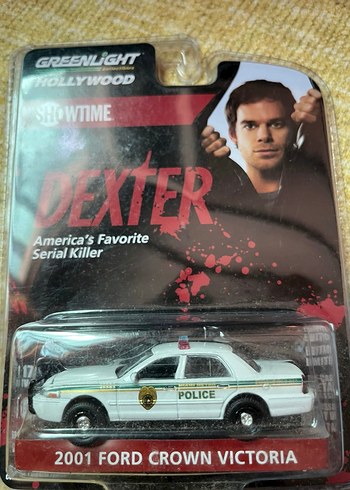 GREENLIGHT
HOLLYWOOD
SHOWTIME
DEXTER
America's Favorite
Serial Killer
POLICE
2001 FORD CROWN VICTORIA